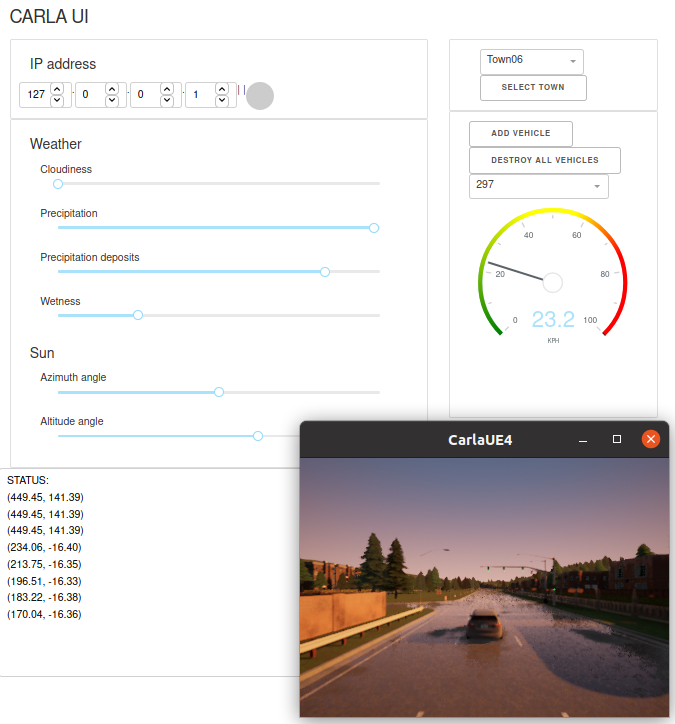 CARLA UI
IP address
127 . 0 . 0 . 1
Weather
Cloudiness
Precipitation
Precipitation deposits
Wetness
Sun
Azimuth angle
Altitude angle
Town06
SELECT TOWN
ADD VEHICLE
DESTROY ALL VEHICLES
297
0
20
40
60
80
100
23.2
KPH
STATUS:
(449.45, 141.39)
(449.45, 141.39)
(449.45, 141.39)
(234.06, -16.40)
(213.75, -16.35)
(196.51, -16.33)
(183.22, -16.38)
(170.04, -16.36)
CarlaUE4